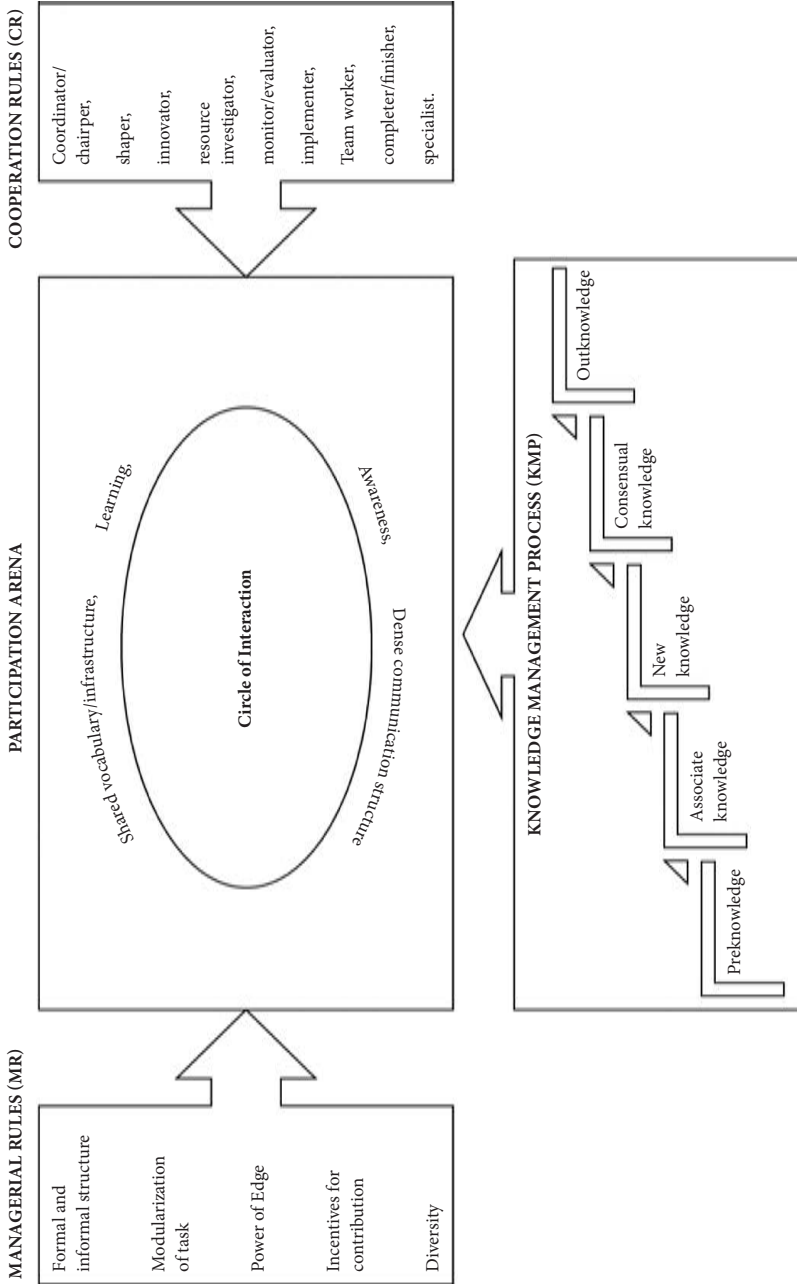 MANAGERIAL RULES (MR)
Formal and
informal structure
Modularization
of task
Power of Edge
Incentives for
contribution
Diversity
PARTICIPATION ARENA
Shared vocabulary/infrastructure,
Learning,
Circle of Interaction
Dense communication structure
Awareness,
COOPERATION RULES (CR)
Coordinator/
chairper,
shaper,
innovator,
resource
investigator,
monitor/evaluator,
implementer,
Team worker,
completer/finisher,
specialist.
KNOWLEDGE MANAGEMENT PROCESS (KMP)
Preknowledge
Associate
knowledge
New
knowledge
Consensual
knowledge
Outknowledge